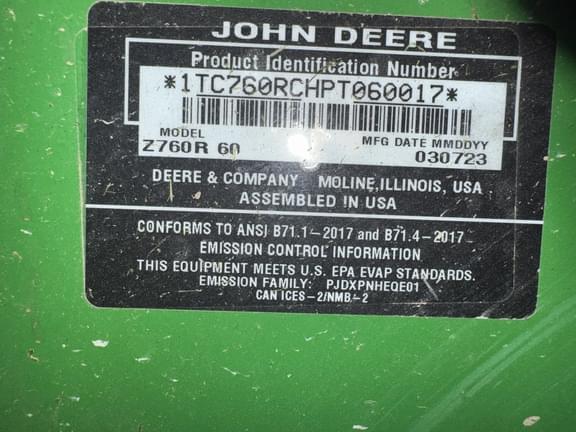 JOHN DEERE
Product Identification Number
*1TC760RCHPT060017*
MODEL
MFG DATE MMDDYY
Z760R 60
030723
DEERE & COMPANY MOLINE, ILLINOIS, USA
ASSEMBLED IN USA
CONFORMS TO ANSI B71.1-2017 and B71.4-2017
EMISSION CONTROL INFORMATION
THIS EQUIPMENT MEETS U.S. EPA EVAP STANDARDS.
EMISSION FAMILY: PJDXPNHEQE01
CAN ICES-2/NMB-2